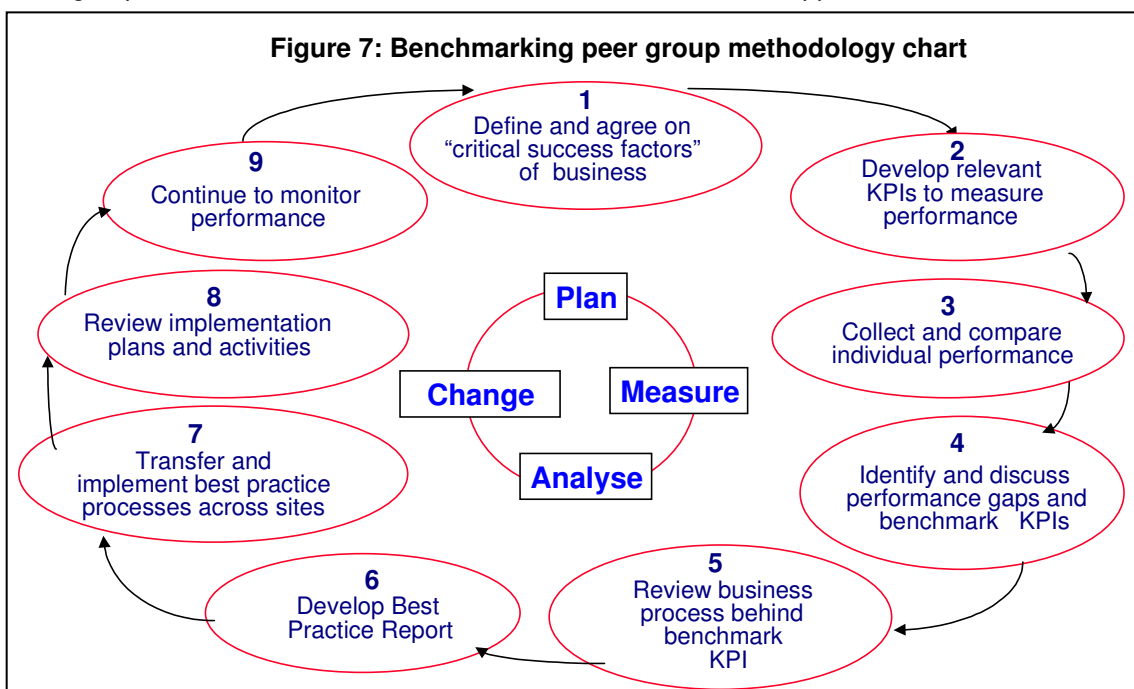 Figure 7: Benchmarking peer group methodology chart
1
Define and agree on
“critical success factors”
of business
2
Develop relevant
KPIs to measure
performance
3
Collect and compare
individual performance
4
Identify and discuss
performance gaps and
benchmark KPIs
5
Review business
process behind
benchmark
KPI
6
Develop Best
Practice Report
7
Transfer and
implement best practice
processes across sites
8
Review implementation
plans and activities
9
Continue to monitor
performance
Plan
Measure
Analyse
Change